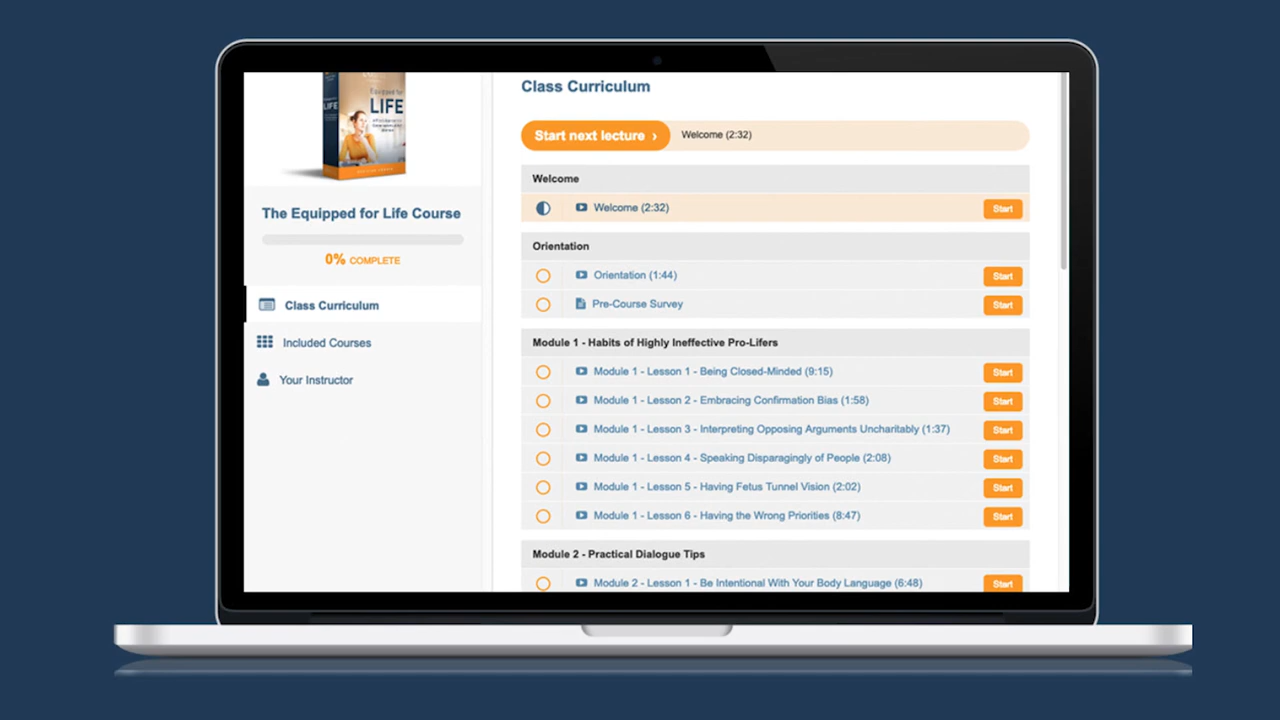 Equipped for
LIFE
LIFE
The Equipped for Life Course
0% COMPLETE
Class Curriculum
Included Courses
Your Instructor
Class Curriculum
Start next lecture › Welcome (2:32)
Welcome
Welcome (2:32) Start
Orientation
Orientation (1:44) Start
Pre-Course Survey Start
Module 1 - Habits of Highly Ineffective Pro-Lifers
Module 1 - Lesson 1 - Being Closed-Minded (9:15) Start
Module 1 - Lesson 2 - Embracing Confirmation Bias (1:58) Start
Module 1 - Lesson 3 - Interpreting Opposing Arguments Uncharitably (1:37) Start
Module 1 - Lesson 4 - Speaking Disparagingly of People (2:08) Start
Module 1 - Lesson 5 - Having Fetus Tunnel Vision (2:02) Start
Module 1 - Lesson 6 - Having the Wrong Priorities (8:47) Start
Module 2 - Practical Dialogue Tips
Module 2 - Lesson 1 - Be Intentional With Your Body Language (6:48) Start